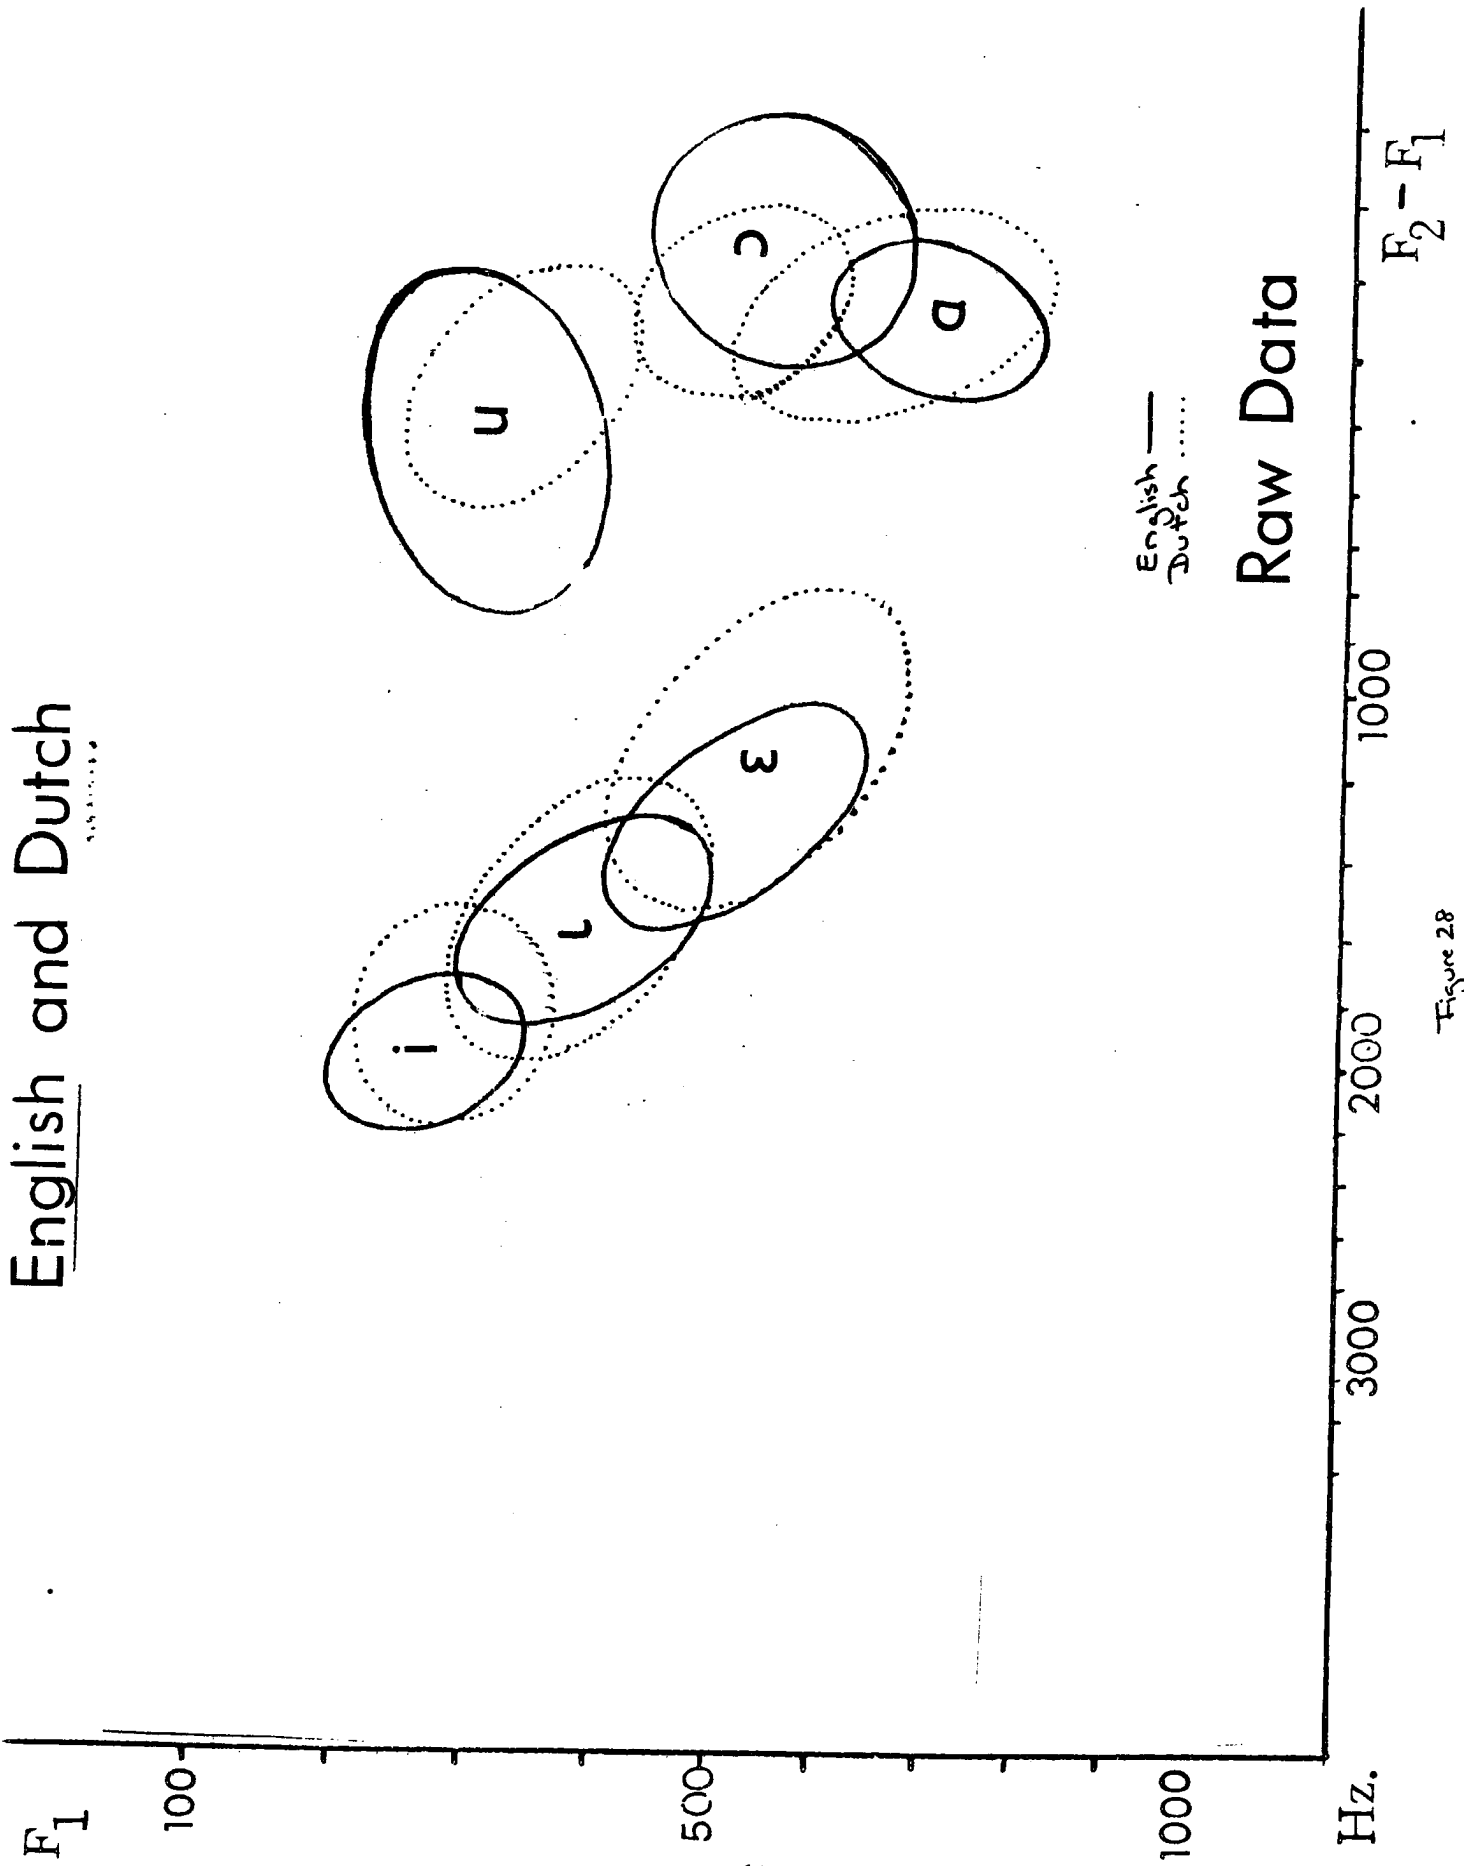 English and Dutch
F₁
100
500
1000
Hz.
i
ɩ
ɛ
u
ɔ
ɑ
English
Dutch
Raw Data
3000
2000
1000
F₂ – F₁
Figure 28